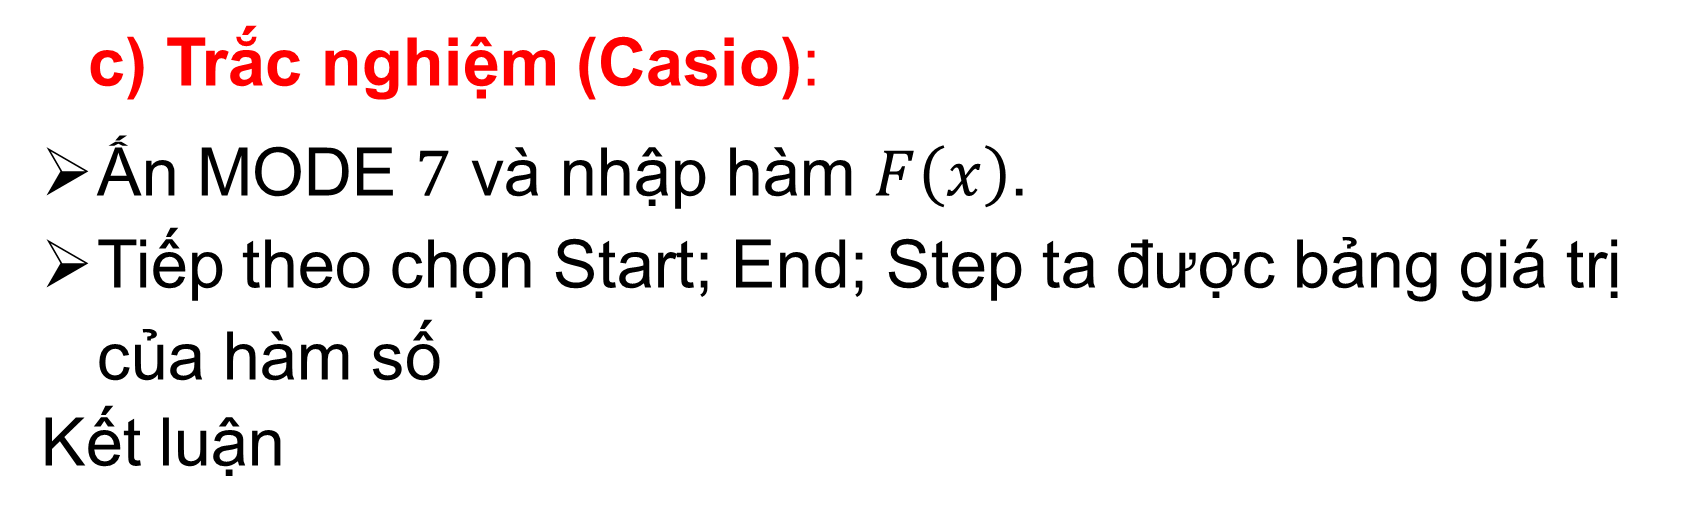 c) Trắc nghiệm (Casio):
➢Ấn MODE 7 và nhập hàm F(x).
➢Tiếp theo chọn Start; End; Step ta được bảng giá trị
của hàm số
Kết luận